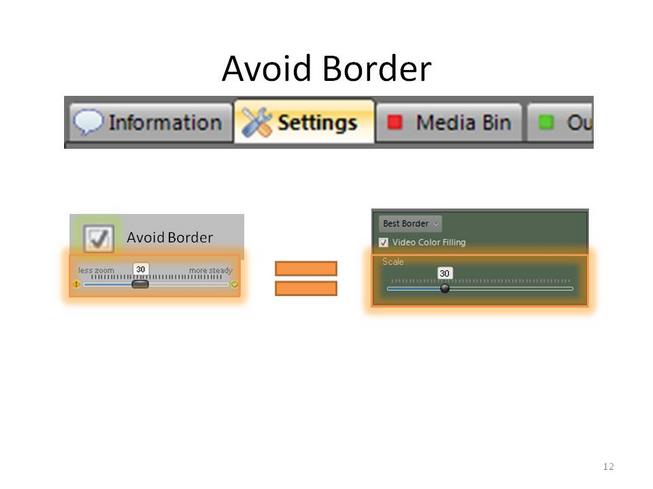 Avoid Border
Information Settings Media Bin Ou
Avoid Border
less zoom 30 more steady
Best Border
Video Color Filling
Scale
30
12